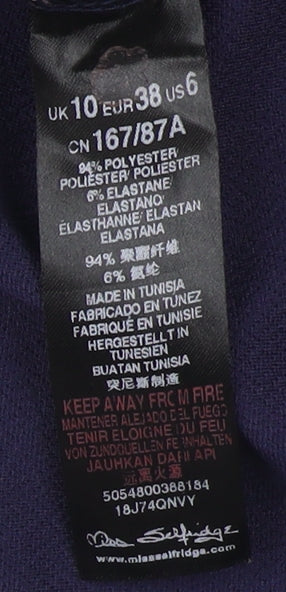 UK 10 EUR 38 US 6
CN 167/87A
94% POLYESTER/
POLIÉSTER/ POLIESTER
6% ELASTANE/
ELASTANO/
ÉLASTHANNE/ ELASTAN
ELASTANA
94% 聚酯纤维
6% 氨纶
MADE IN TUNISIA
FABRICADO EN TUNEZ
FABRIQUÉ EN TUNISIE
HERGESTELLT IN
TUNESIEN
BUATAN TUNISIA
突尼斯制造
KEEP AWAY FROM FIRE
MANTENER ALEJADO DEL FUEGO
TENIR ELOIGNE DU FEU
VON ZUNDQUELLEN FERNHALTEN
JAUHKAN DARI API
远离火源
5054800388184
18J74QNVY
Miss Selfridge
www.missselfridge.com